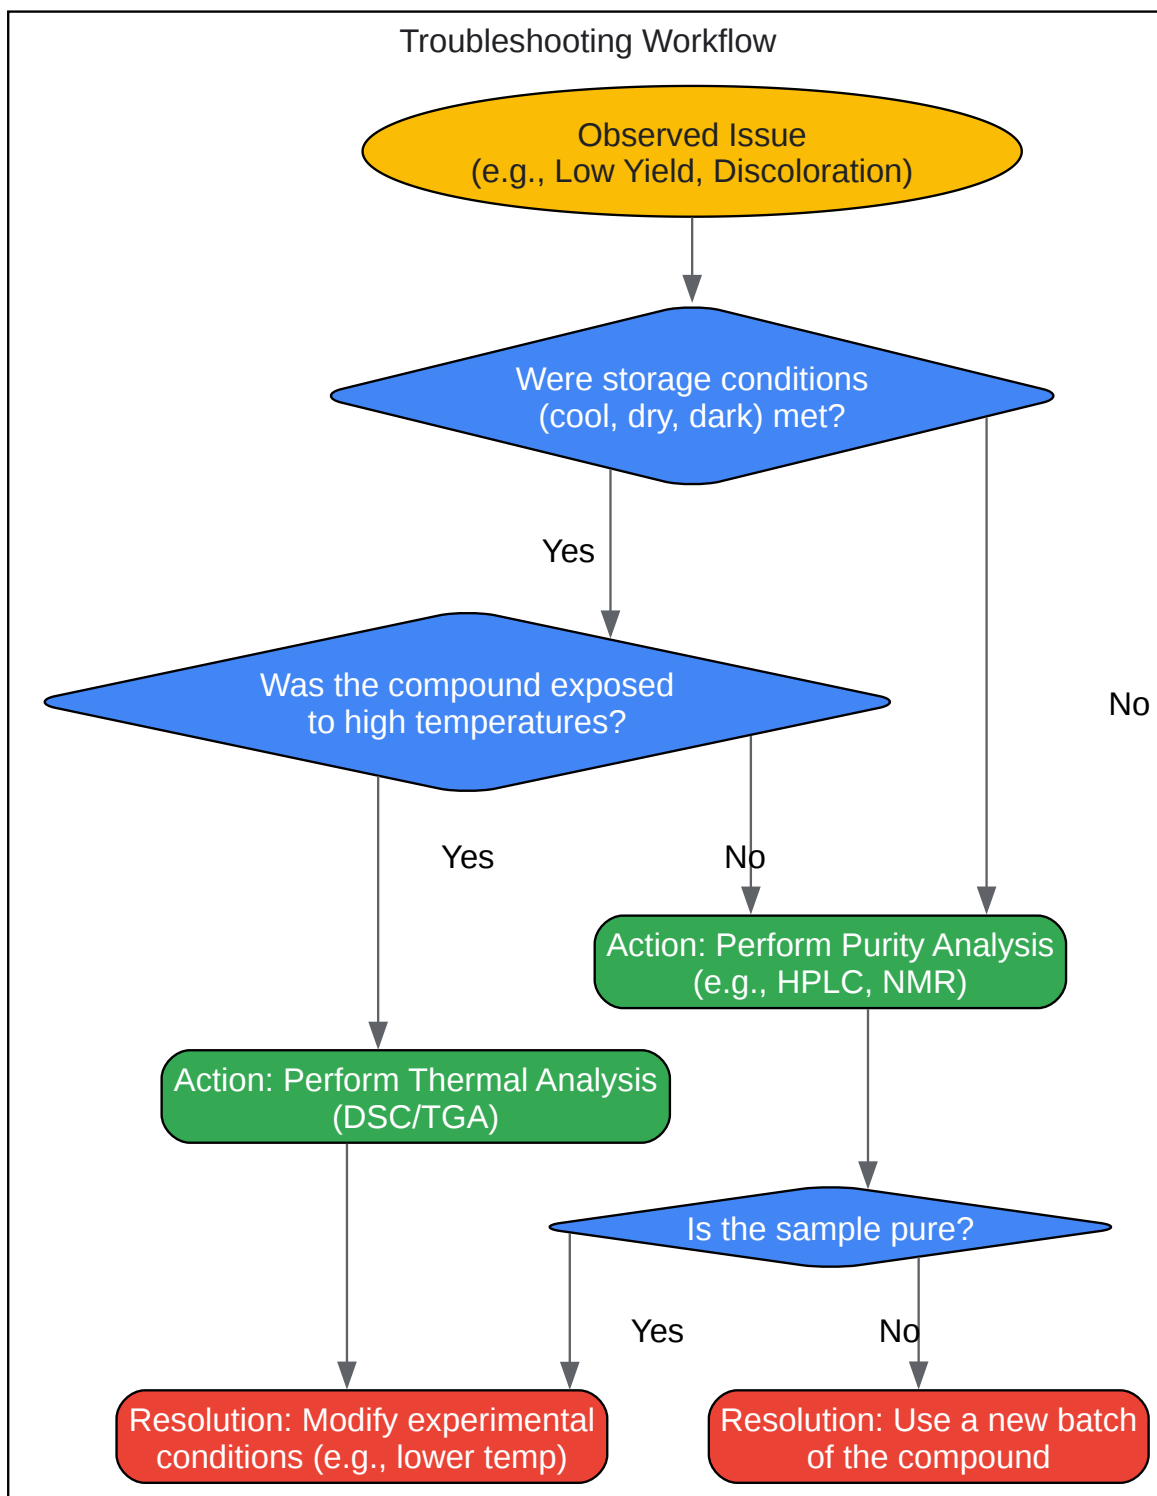 Troubleshooting Workflow
Observed Issue
(e.g., Low Yield, Discoloration)
Were storage conditions
(cool, dry, dark) met?
Yes
Was the compound exposed
to high temperatures?
No
Yes
No
Action: Perform Purity Analysis
(e.g., HPLC, NMR)
Action: Perform Thermal Analysis
(DSC/TGA)
Is the sample pure?
Yes
No
Resolution: Modify experimental
conditions (e.g., lower temp)
Resolution: Use a new batch
of the compound